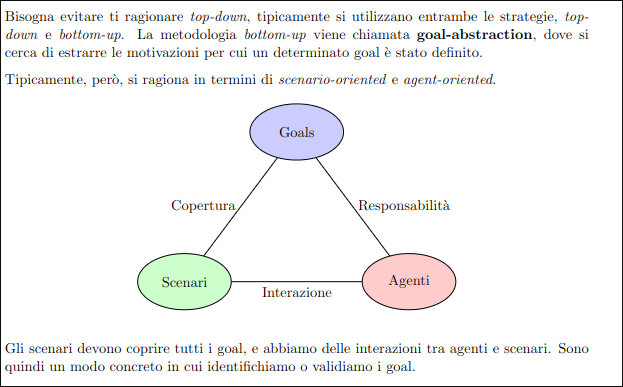 Bisogna evitare ti ragionare top-down, tipicamente si utilizzano entrambe le strategie, top-
down e bottom-up. La metodologia bottom-up viene chiamata goal-abstraction, dove si
cerca di estrarre le motivazioni per cui un determinato goal è stato definito.
Tipicamente, però, si ragiona in termini di scenario-oriented e agent-oriented.
Goals
Copertura
Responsabilità
Scenari
Agenti
Interazione
Gli scenari devono coprire tutti i goal, e abbiamo delle interazioni tra agenti e scenari. Sono
quindi un modo concreto in cui identifichiamo o validiamo i goal.